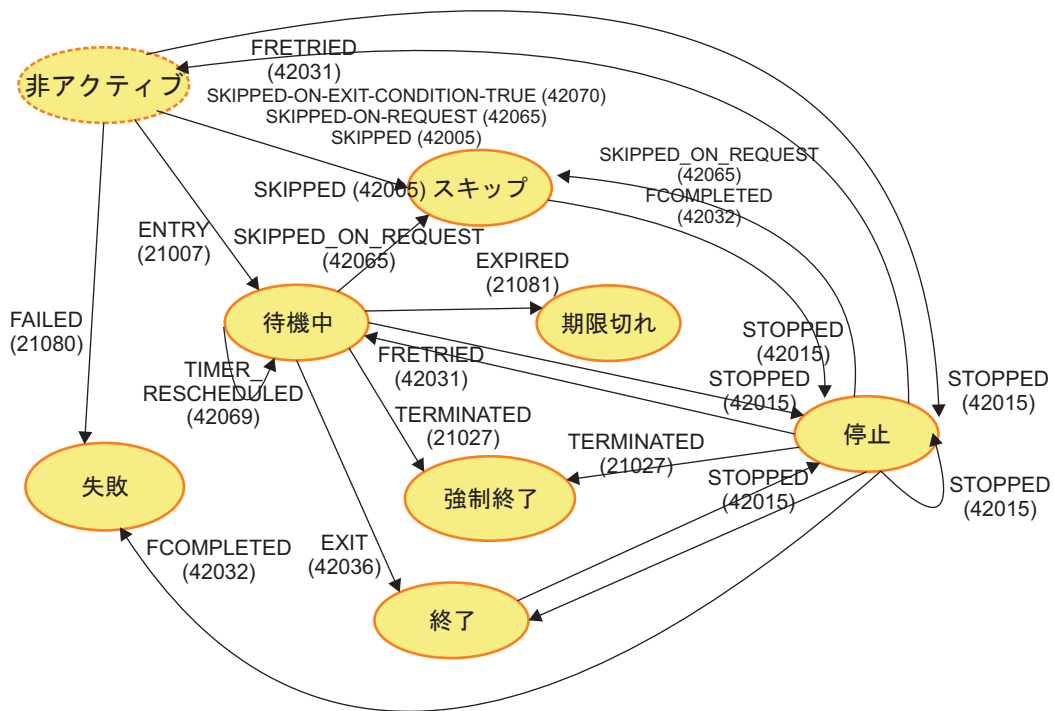 FRETRIED
(42031)
非アクティブ
SKIPPED-ON-EXIT-CONDITION-TRUE (42070)
SKIPPED-ON-REQUEST (42065)
SKIPPED (42005)
SKIPPED_ON_REQUEST
(42065)
FCOMPLETED
(42032)
SKIPPED (42005)
スキップ
ENTRY
(21007)
SKIPPED_ON_REQUEST
(42065)
EXPIRED
(21081)
FAILED
(21080)
待機中
期限切れ
STOPPED
(42015)
FRETRIED
(42031)
TIMER_
RESCHEDULED
(42069)
STOPPED
(42015)
STOPPED
(42015)
TERMINATED
(21027)
停止
TERMINATED
(21027)
失敗
強制終了
STOPPED
(42015)
STOPPED
(42015)
FCOMPLETED
(42032)
EXIT
(42036)
終了